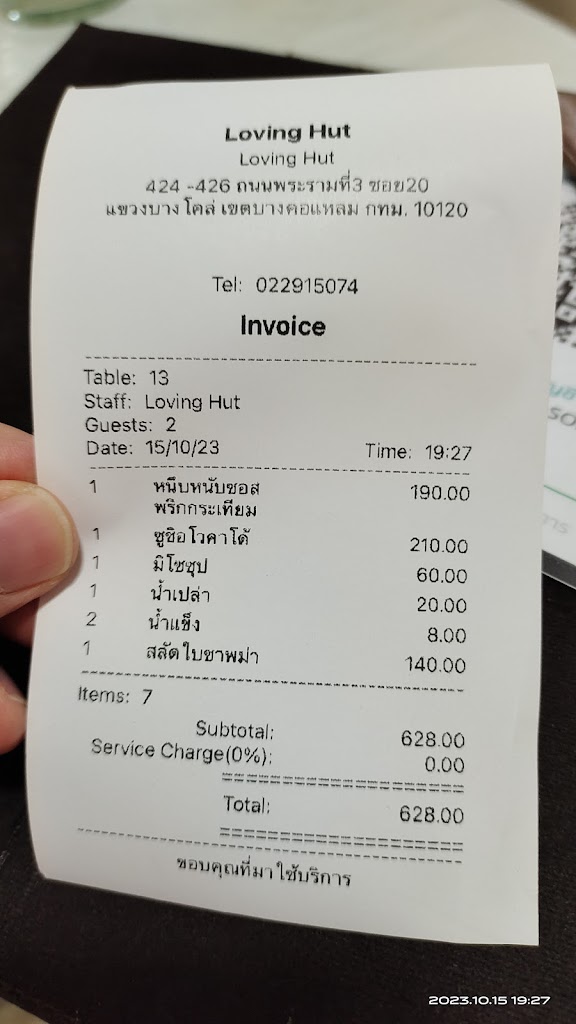 Loving Hut
Loving Hut
424 -426 ถนนพระรามที่3 ซอย20
แขวงบางโคล่ เขตบางคอแหลม กทม. 10120
Tel: 022915074
Invoice
Table: 13
Staff: Loving Hut
Guests: 2
Date: 15/10/23 Time: 19:27
1 หนึบหนับซอส 190.00
พริกกระเทียม
1 ซูชิอโวคาโด้ 210.00
1 มิโซซุป 60.00
1 น้ำเปล่า 20.00
2 น้ำแข็ง 8.00
1 สลัดใบชาพม่า 140.00
Items: 7
Subtotal: 628.00
Service Charge(0%): 0.00
Total: 628.00
ขอบคุณที่มาใช้บริการ
2023.10.15 19:27